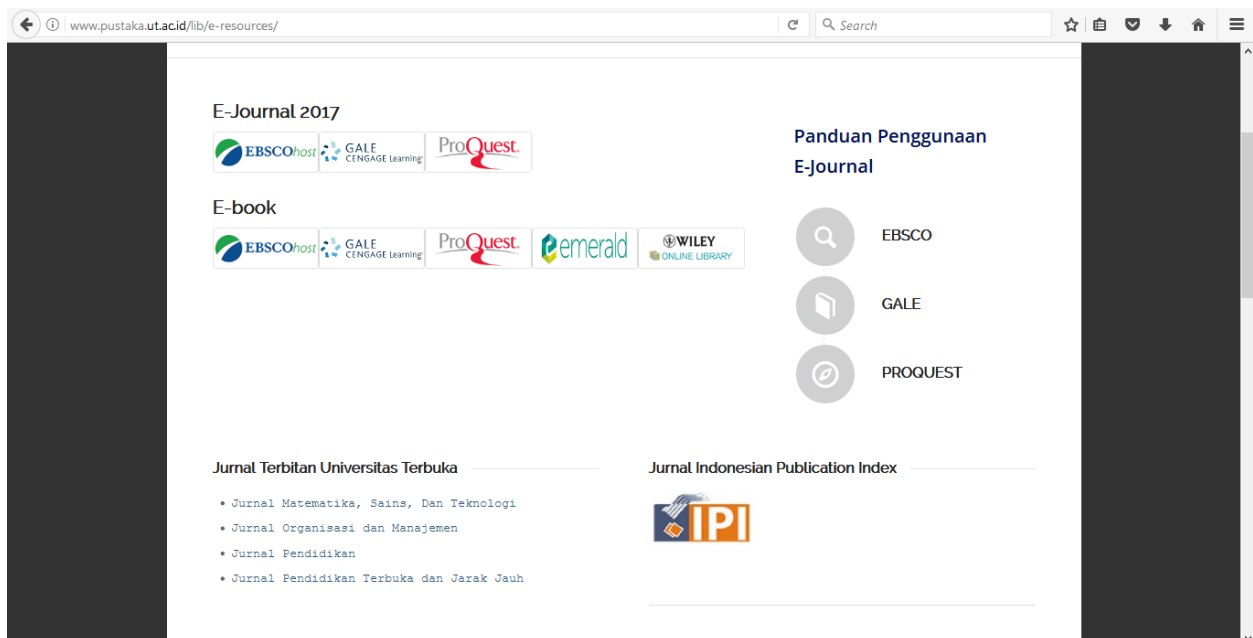 www.pustaka.ut.ac.id/lib/e-resources/
Search
E-Journal 2017
EBSCOhost
GALE
CENGAGE Learning
ProQuest.
E-book
EBSCOhost
GALE
CENGAGE Learning
ProQuest.
emerald
WILEY
ONLINE LIBRARY
Panduan Penggunaan
E-Journal
EBSCO
GALE
PROQUEST
Jurnal Terbitan Universitas Terbuka
• Jurnal Matematika, Sains, Dan Teknologi
• Jurnal Organisasi dan Manajemen
• Jurnal Pendidikan
• Jurnal Pendidikan Terbuka dan Jarak Jauh
Jurnal Indonesian Publication Index
IPI